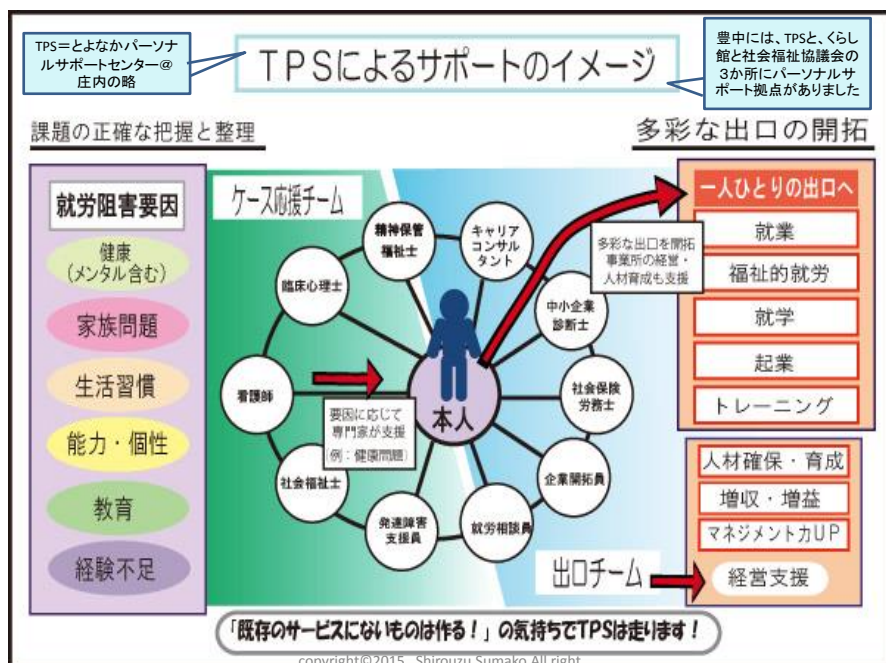 TPS=とよなかパーソナ
ルサポートセンター@
庄内の略
TPSによるサポートのイメージ
豊中には、TPSと、くらし
館と社会福祉協議会の
3か所にパーソナルサ
ポート拠点がありました
課題の正確な把握と整理
多彩な出口の開拓
就労阻害要因
健康
(メンタル含む)
家族問題
生活習慣
能力・個性
教育
経験不足
ケース応援チーム
精神保管
福祉士
キャリア
コンサル
タント
臨床心理士
中小企業
診断士
看護師
社会保険
労務士
社会福祉士
企業開拓員
発達障害
支援員
就労相談員
本人
要因に応じて
専門家が支援
(例:健康問題)
多彩な出口を開拓
事業所の経営・
人材育成も支援
出口チーム
一人ひとりの出口へ
就業
福祉的就労
就学
起業
トレーニング
人材確保・育成
増収・増益
マネジメント力UP
経営支援
「既存のサービスにないものは作る!」の気持ちでTPSは走ります!
copyright©2015 Shirouzu Sumako All right